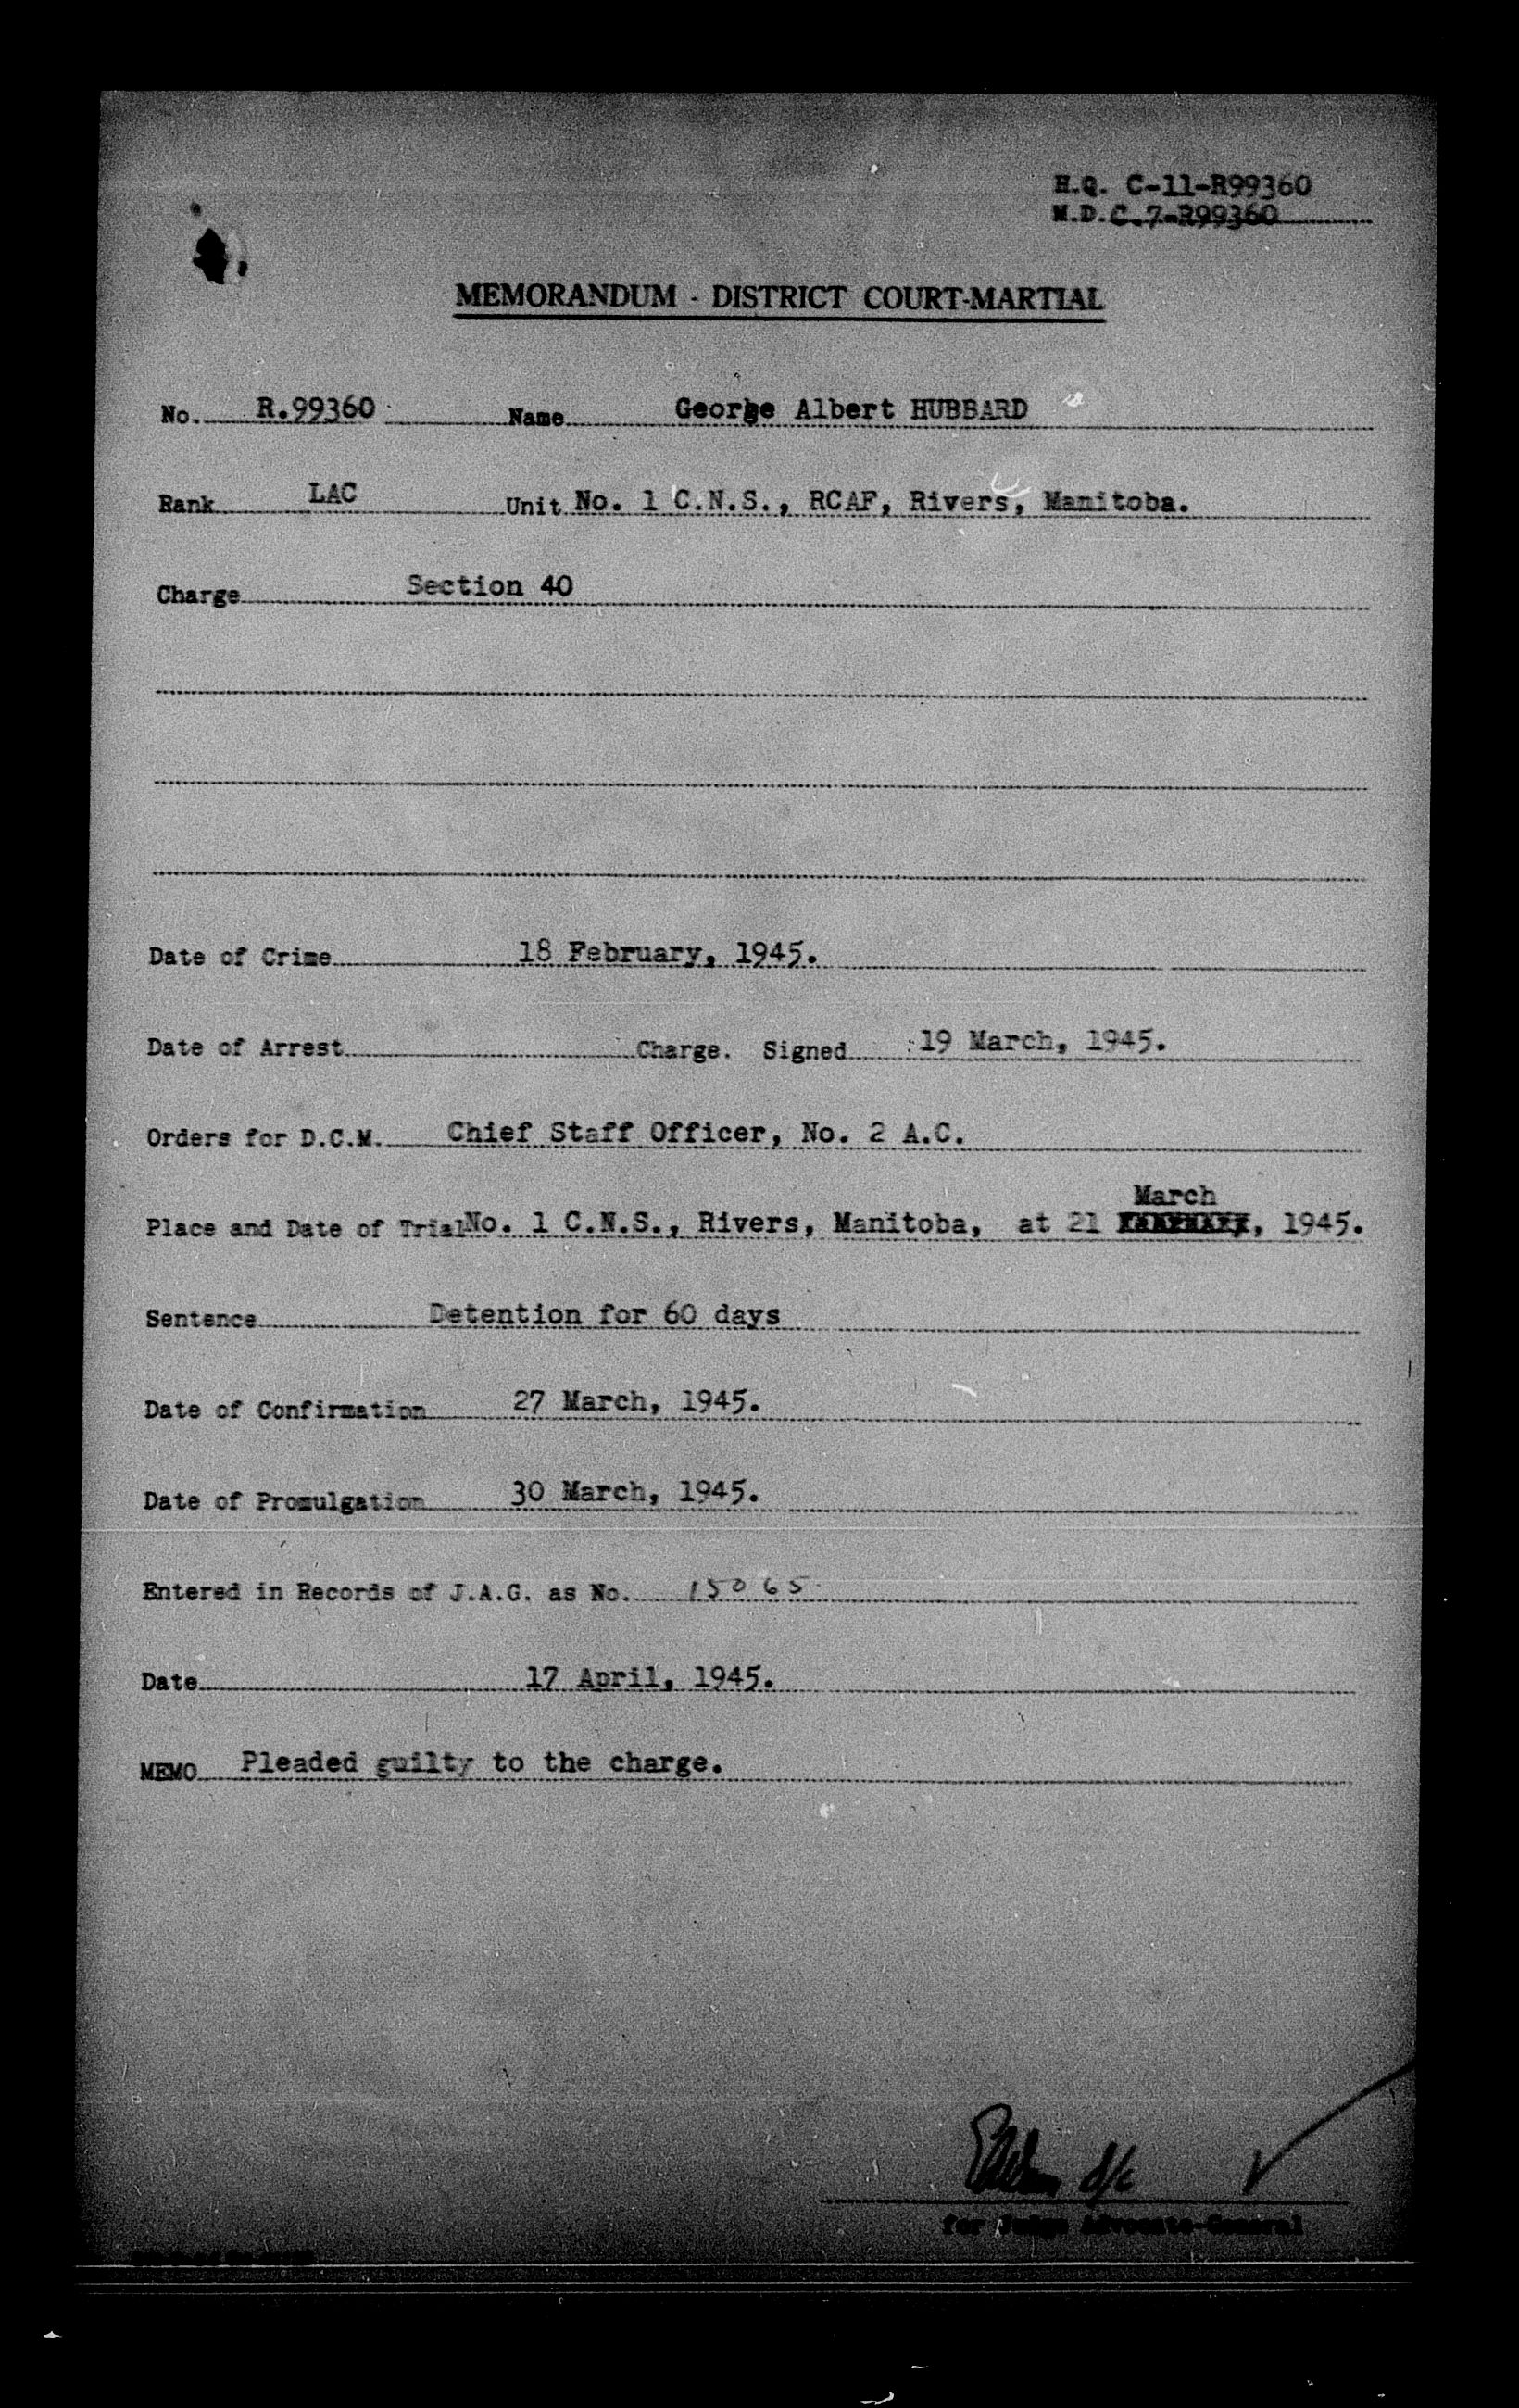 H.Q. C-11-R99360
M.D.C.7-R99360
MEMORANDUM - DISTRICT COURT-MARTIAL
No. R.99360 Name George Albert HUBBARD
Rank LAC Unit No. 1 C.N.S., RCAF, Rivers, Manitoba.
Charge Section 40
Date of Crime 18 February, 1945.
Date of Arrest Charge. Signed 19 March, 1945.
Orders for D.C.M. Chief Staff Officer, No. 2 A.C.
March
Place and Date of Trial No. 1 C.N.S., Rivers, Manitoba, at 21 , 1945.
Sentence Detention for 60 days
Date of Confirmation 27 March, 1945.
Date of Promulgation 30 March, 1945.
Entered in Records of J.A.G. as No. 15065
Date 17 April, 1945.
MEMO Pleaded guilty to the charge.
for Judge Advocate-General